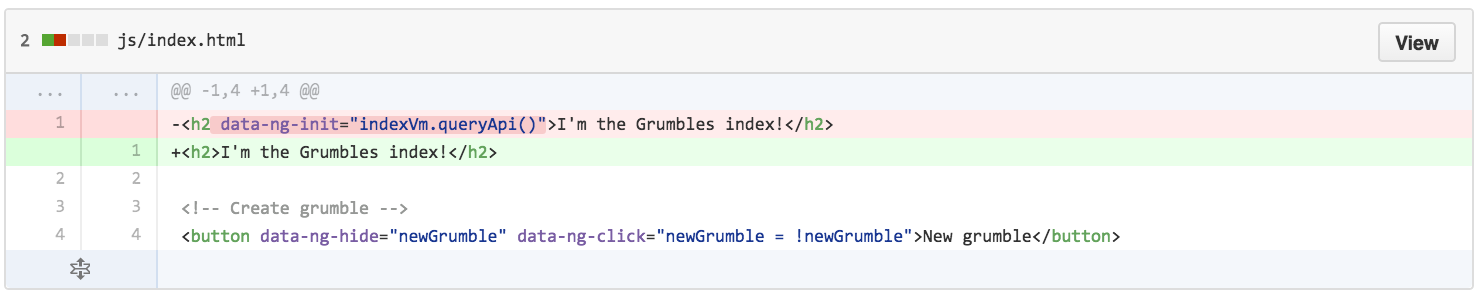 2 js/index.html View
... ... @@ -1,4 +1,4 @@
1 -<h2 data-ng-init="indexVm.queryApi()">I'm the Grumbles index!</h2>
1 +<h2>I'm the Grumbles index!</h2>
2 2
3 3 <!-- Create grumble -->
4 4 <button data-ng-hide="newGrumble" data-ng-click="newGrumble = !newGrumble">New grumble</button>